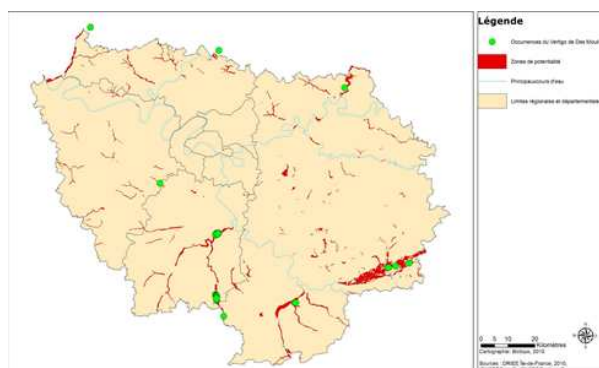 Légende
Occurrences du Vertigo de Des Moul
Zones de potentialité
Principaux cours d'eau
Limites régionales et départementales
0 5 10 20
Kilomètres
Cartographie: Biotope, 2010.
Sources : DRIEE Île-de-France, 2010,